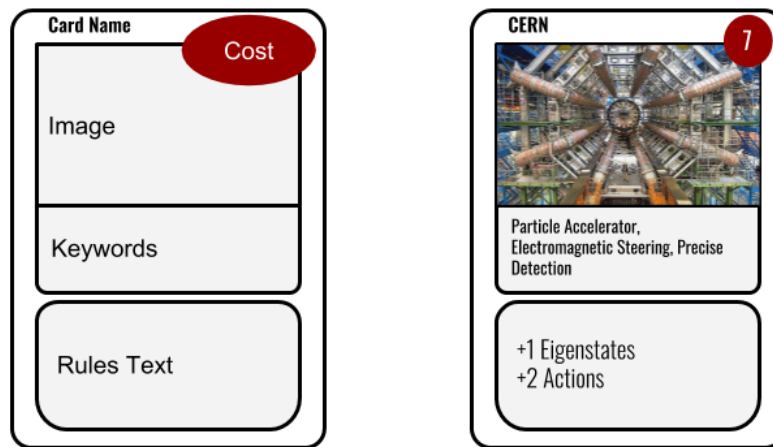 Card Name
Cost
Image
Keywords
Rules Text
CERN
7
Particle Accelerator,
Electromagnetic Steering, Precise
Detection
+1 Eigenstates
+2 Actions